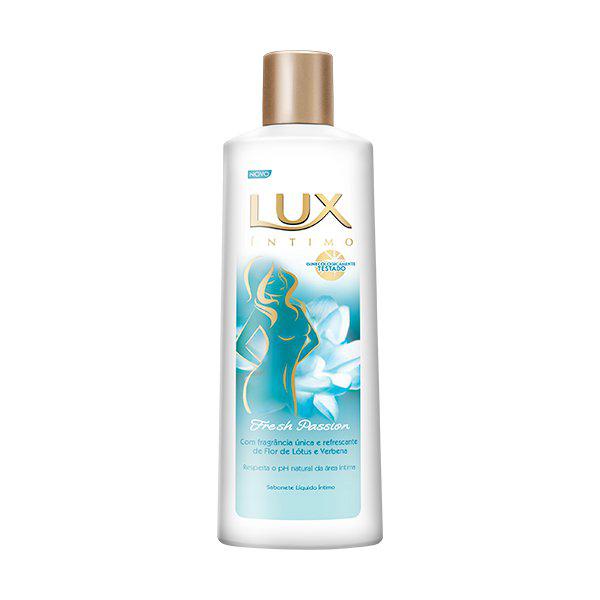 NOVO
LUX
ÍNTIMO
GINECOLOGICAMENTE
TESTADO
Fresh Passion
Com fragrância única e refrescante
de Flor de Lótus e Verbena
Respeita o pH natural da área íntima
Sabonete Líquido Íntimo